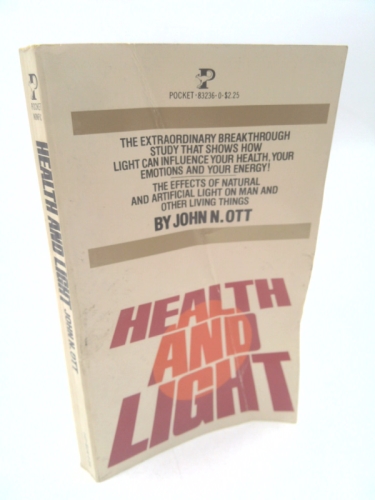 P
POCKET-83236-0-$2.25
THE EXTRAORDINARY BREAKTHROUGH
STUDY THAT SHOWS HOW
LIGHT CAN INFLUENCE YOUR HEALTH, YOUR
EMOTIONS AND YOUR ENERGY!
THE EFFECTS OF NATURAL
AND ARTIFICIAL LIGHT ON MAN AND
OTHER LIVING THINGS
BY JOHN N. OTT
HEALTH
AND
LIGHT
P
POCKET
HEALTH AND LIGHT JOHN N. OTT